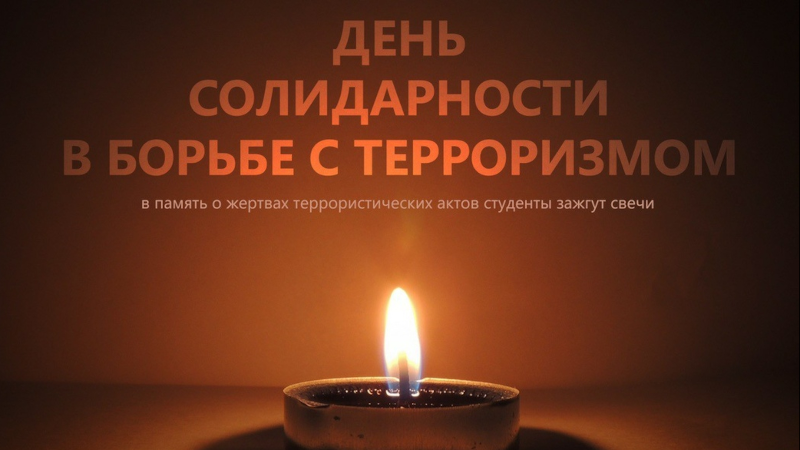 ДЕНЬ
СОЛИДАРНОСТИ
В БОРЬБЕ С ТЕРРОРИЗМОМ
в память о жертвах террористических актов студенты зажгут свечи